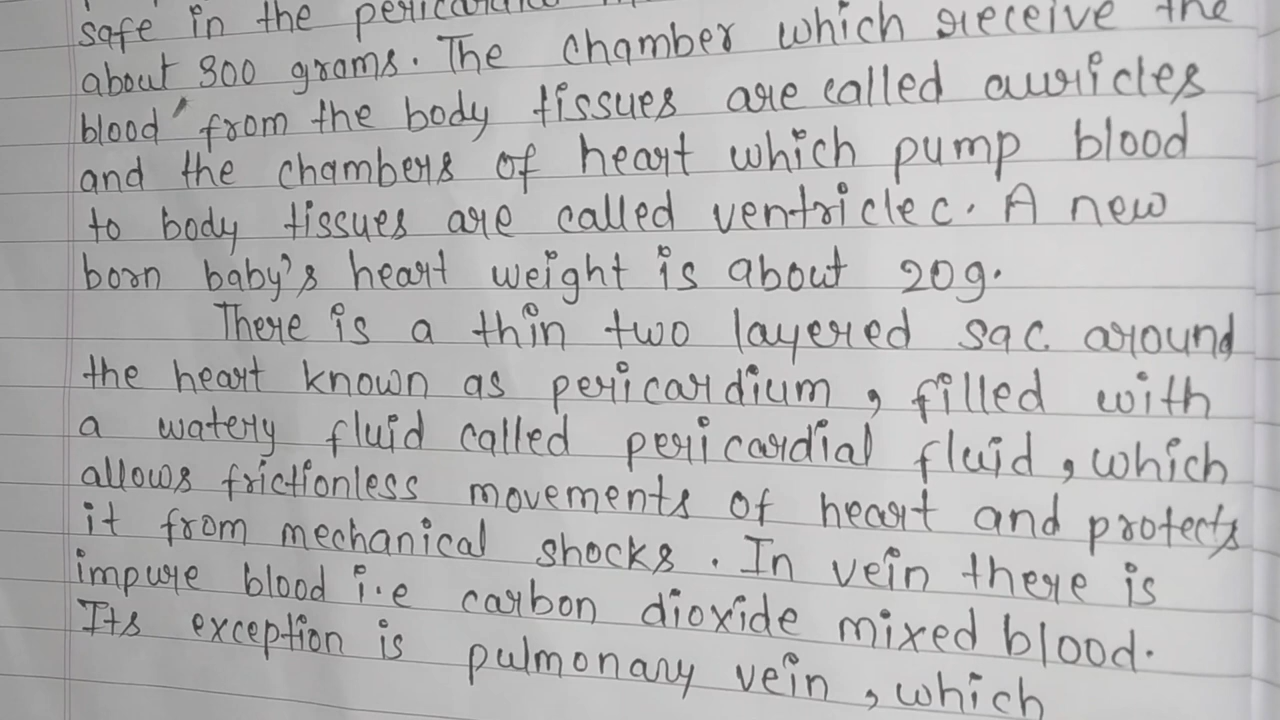 safe in the
about 300 grams. The chamber which receive the
blood from the body tissues are called auricles
and the chambers of heart which pump blood
to body tissues are called ventriclec. A new
born baby's heart weight is about 20g.
There is a thin two layered sac around
the heart known as pericardium, filled with
a watery fluid called pericardial fluid, which
allows frictionless movements of heart and protects
it from mechanical shocks. In vein there is
impure blood i.e carbon dioxide mixed blood.
Its exception is pulmonary vein, which